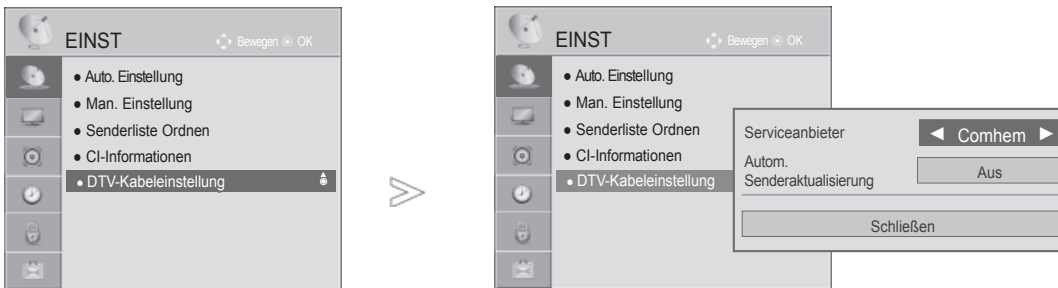 EINST
Bewegen OK
● Auto. Einstellung
● Man. Einstellung
● Senderliste Ordnen
● CI-Informationen
● DTV-Kabeleinstellung
EINST
Bewegen OK
● Auto. Einstellung
● Man. Einstellung
● Senderliste Ordnen
● CI-Informationen
● DTV-Kabeleinstellung
Serviceanbieter
◄ Comhem ►
Autom.
Senderaktualisierung
Aus
Schließen